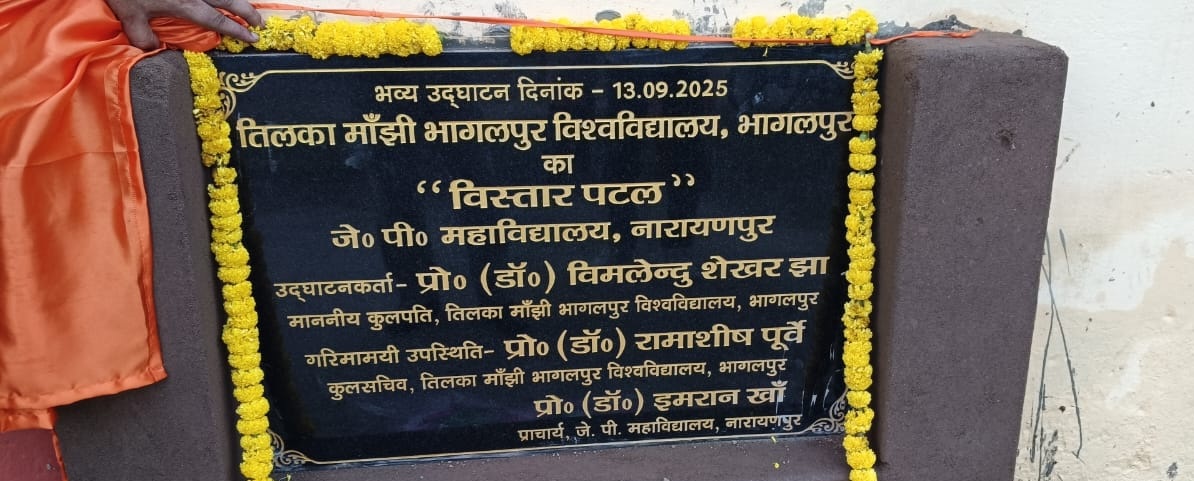 भव्य उद्घाटन दिनांक – 13.09.2025
तिलका माँझी भागलपुर विश्वविद्यालय, भागलपुर
का
“विस्तार पटल”
जे० पी० महाविद्यालय, नारायणपुर
उद्घाटनकर्ता- प्रो० (डॉ०) विमलेन्दु शेखर झा
माननीय कुलपति, तिलका माँझी भागलपुर विश्वविद्यालय, भागलपुर
गरिमामयी उपस्थिति- प्रो० (डॉ०) रामाशीष पूर्वे
कुलसचिव, तिलका माँझी भागलपुर विश्वविद्यालय, भागलपुर
प्रो० (डॉ०) इमरान खाँ
प्राचार्य, जे. पी. महाविद्यालय, नारायणपुर